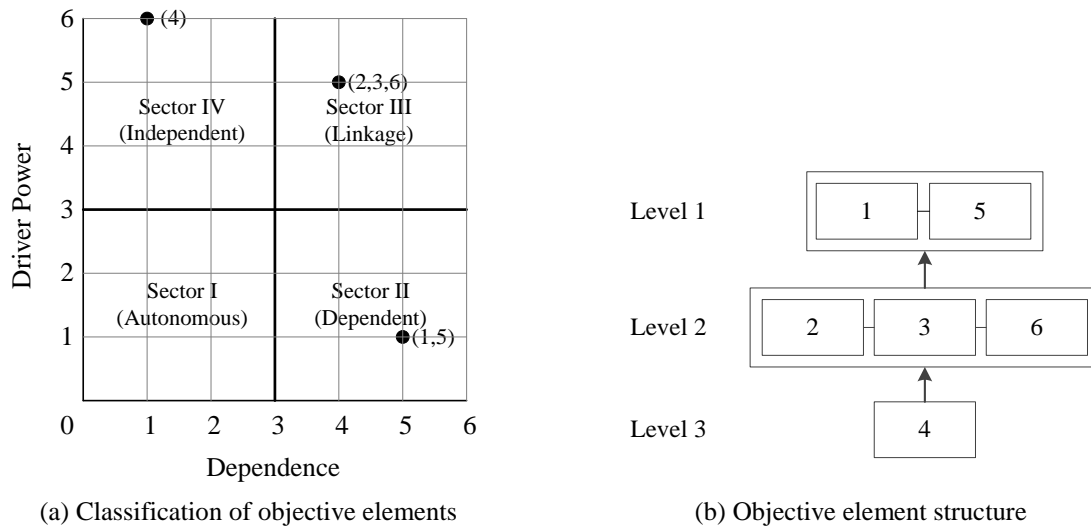 6
(4)
5
(2,3,6)
Sector IV
(Independent)
Sector III
(Linkage)
4
Driver Power
3
2
Sector I
(Autonomous)
Sector II
(Dependent)
1
(1,5)
0 1 2 3 4 5 6
Dependence
(a) Classification of objective elements
Level 1
1 5
Level 2
2 3 6
Level 3
4
(b) Objective element structure